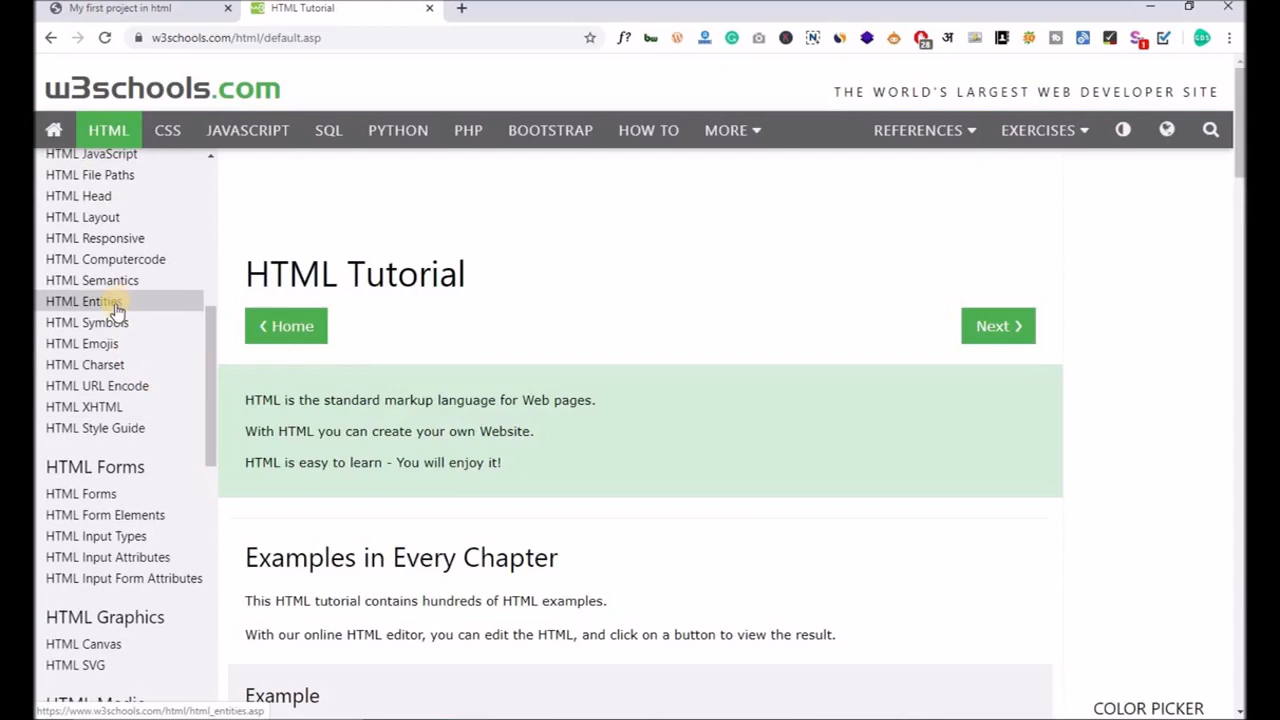 My first project in html
HTML Tutorial
w3schools.com/html/default.asp
28
1
w3schools.com
THE WORLD'S LARGEST WEB DEVELOPER SITE
HTML CSS JAVASCRIPT SQL PYTHON PHP BOOTSTRAP HOW TO MORE REFERENCES EXERCISES
HTML JavaScript
HTML File Paths
HTML Head
HTML Layout
HTML Responsive
HTML Computercode
HTML Semantics
HTML Entities
HTML Symbols
HTML Emojis
HTML Charset
HTML URL Encode
HTML XHTML
HTML Style Guide
HTML Forms
HTML Forms
HTML Form Elements
HTML Input Types
HTML Input Attributes
HTML Input Form Attributes
HTML Graphics
HTML Canvas
HTML SVG
HTML Media
https://www.w3schools.com/html/html_entities.asp
HTML Tutorial
❮ Home
Next ❯
HTML is the standard markup language for Web pages.
With HTML you can create your own Website.
HTML is easy to learn - You will enjoy it!
Examples in Every Chapter
This HTML tutorial contains hundreds of HTML examples.
With our online HTML editor, you can edit the HTML, and click on a button to view the result.
Example
COLOR PICKER